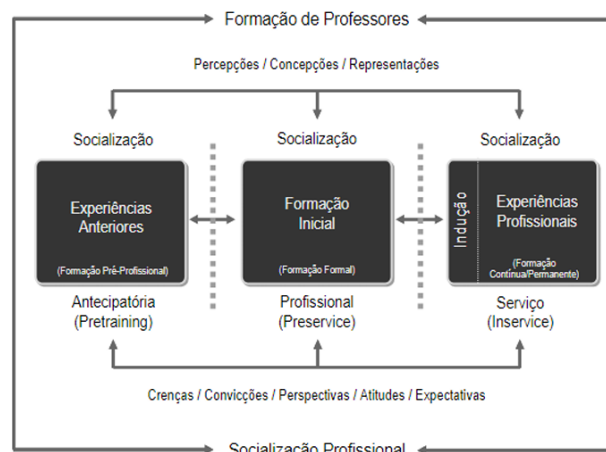 Formação de Professores
Percepções / Concepções / Representações
Socialização
Socialização
Socialização
Experiências
Anteriores
(Formação Pré-Profissional)
Formação
Inicial
(Formação Formal)
Indução
Experiências
Profissionais
(Formação
Contínua/Permanente)
Antecipatória
(Pretraining)
Profissional
(Preservice)
Serviço
(Inservice)
Crenças / Convicções / Perspectivas / Atitudes / Expectativas
Socialização Profissional